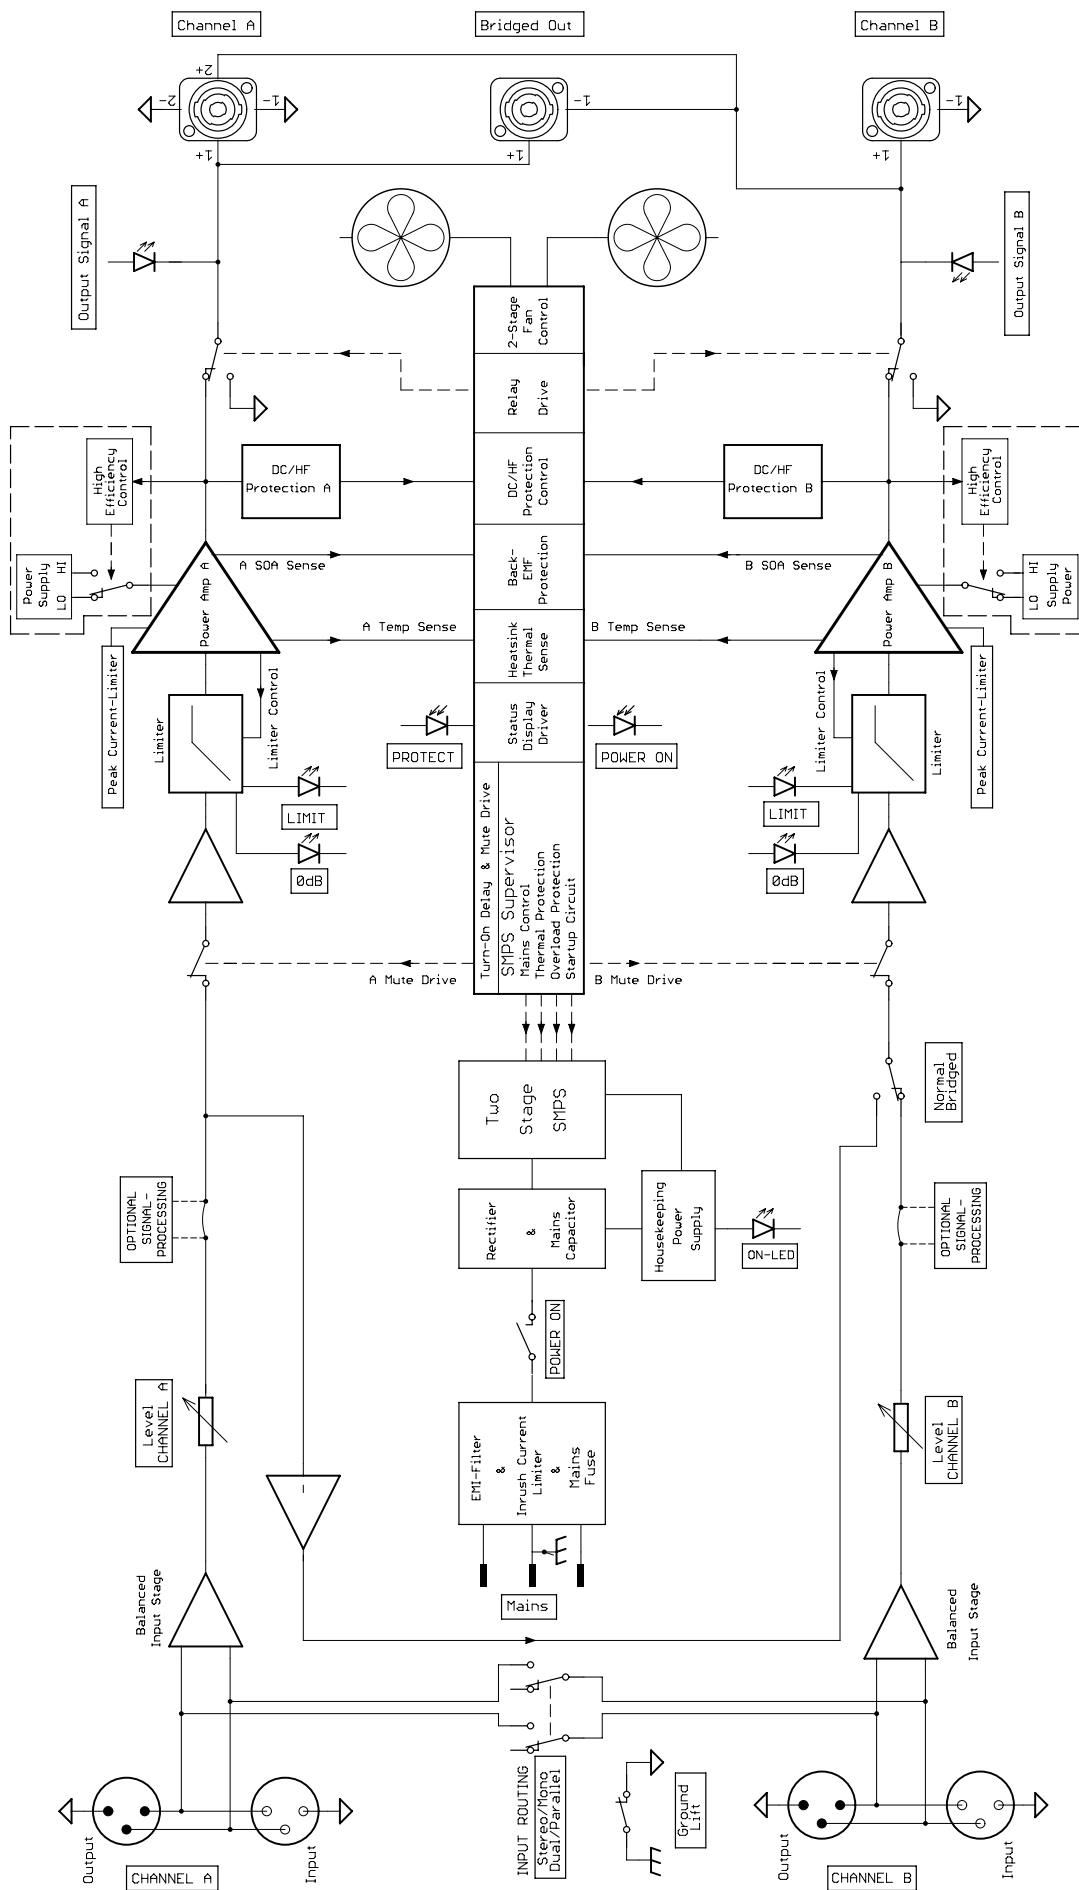 Channel A
Bridged Out
Channel B
2+
2-
1-
1+
1-
1+
1-
1+
Output Signal A
Output Signal B
2-Stage
Fan
Control
Relay
Drive
High
Efficiency
Control
DC/HF
Protection A
DC/HF
Protection
Control
DC/HF
Protection B
High
Efficiency
Control
Power
Supply
LO HI
Power Amp A
A SOA Sense
Back-
EMF
Protection
B SOA Sense
Power Amp B
LO HI
Supply
Power
A Temp Sense
Heatsink
Thermal
Sense
B Temp Sense
Peak Current-Limiter
Limiter
Limiter Control
PROTECT
Status
Display
Driver
POWER ON
Limiter Control
Limiter
Peak Current-Limiter
LIMIT
0dB
LIMIT
0dB
Turn-On Delay & Mute Drive
SMPS Supervisor
Mains Control
Thermal Protection
Overload Protection
Startup Circuit
A Mute Drive
B Mute Drive
Two
Stage
SMPS
Normal
Bridged
OPTIONAL
SIGNAL-
PROCESSING
Rectifier
&
Mains
Capacitor
Housekeeping
Power
Supply
ON-LED
OPTIONAL
SIGNAL-
PROCESSING
POWER ON
Level
CHANNEL A
Level
CHANNEL B
EMI-Filter
&
Inrush Current
Limiter
&
Mains
Fuse
-
Mains
Balanced
Input Stage
Balanced
Input Stage
INPUT ROUTING
Stereo/Mono
Dual/Parallel
Ground
Lift
Output
CHANNEL A
Input
Output
CHANNEL B
Input